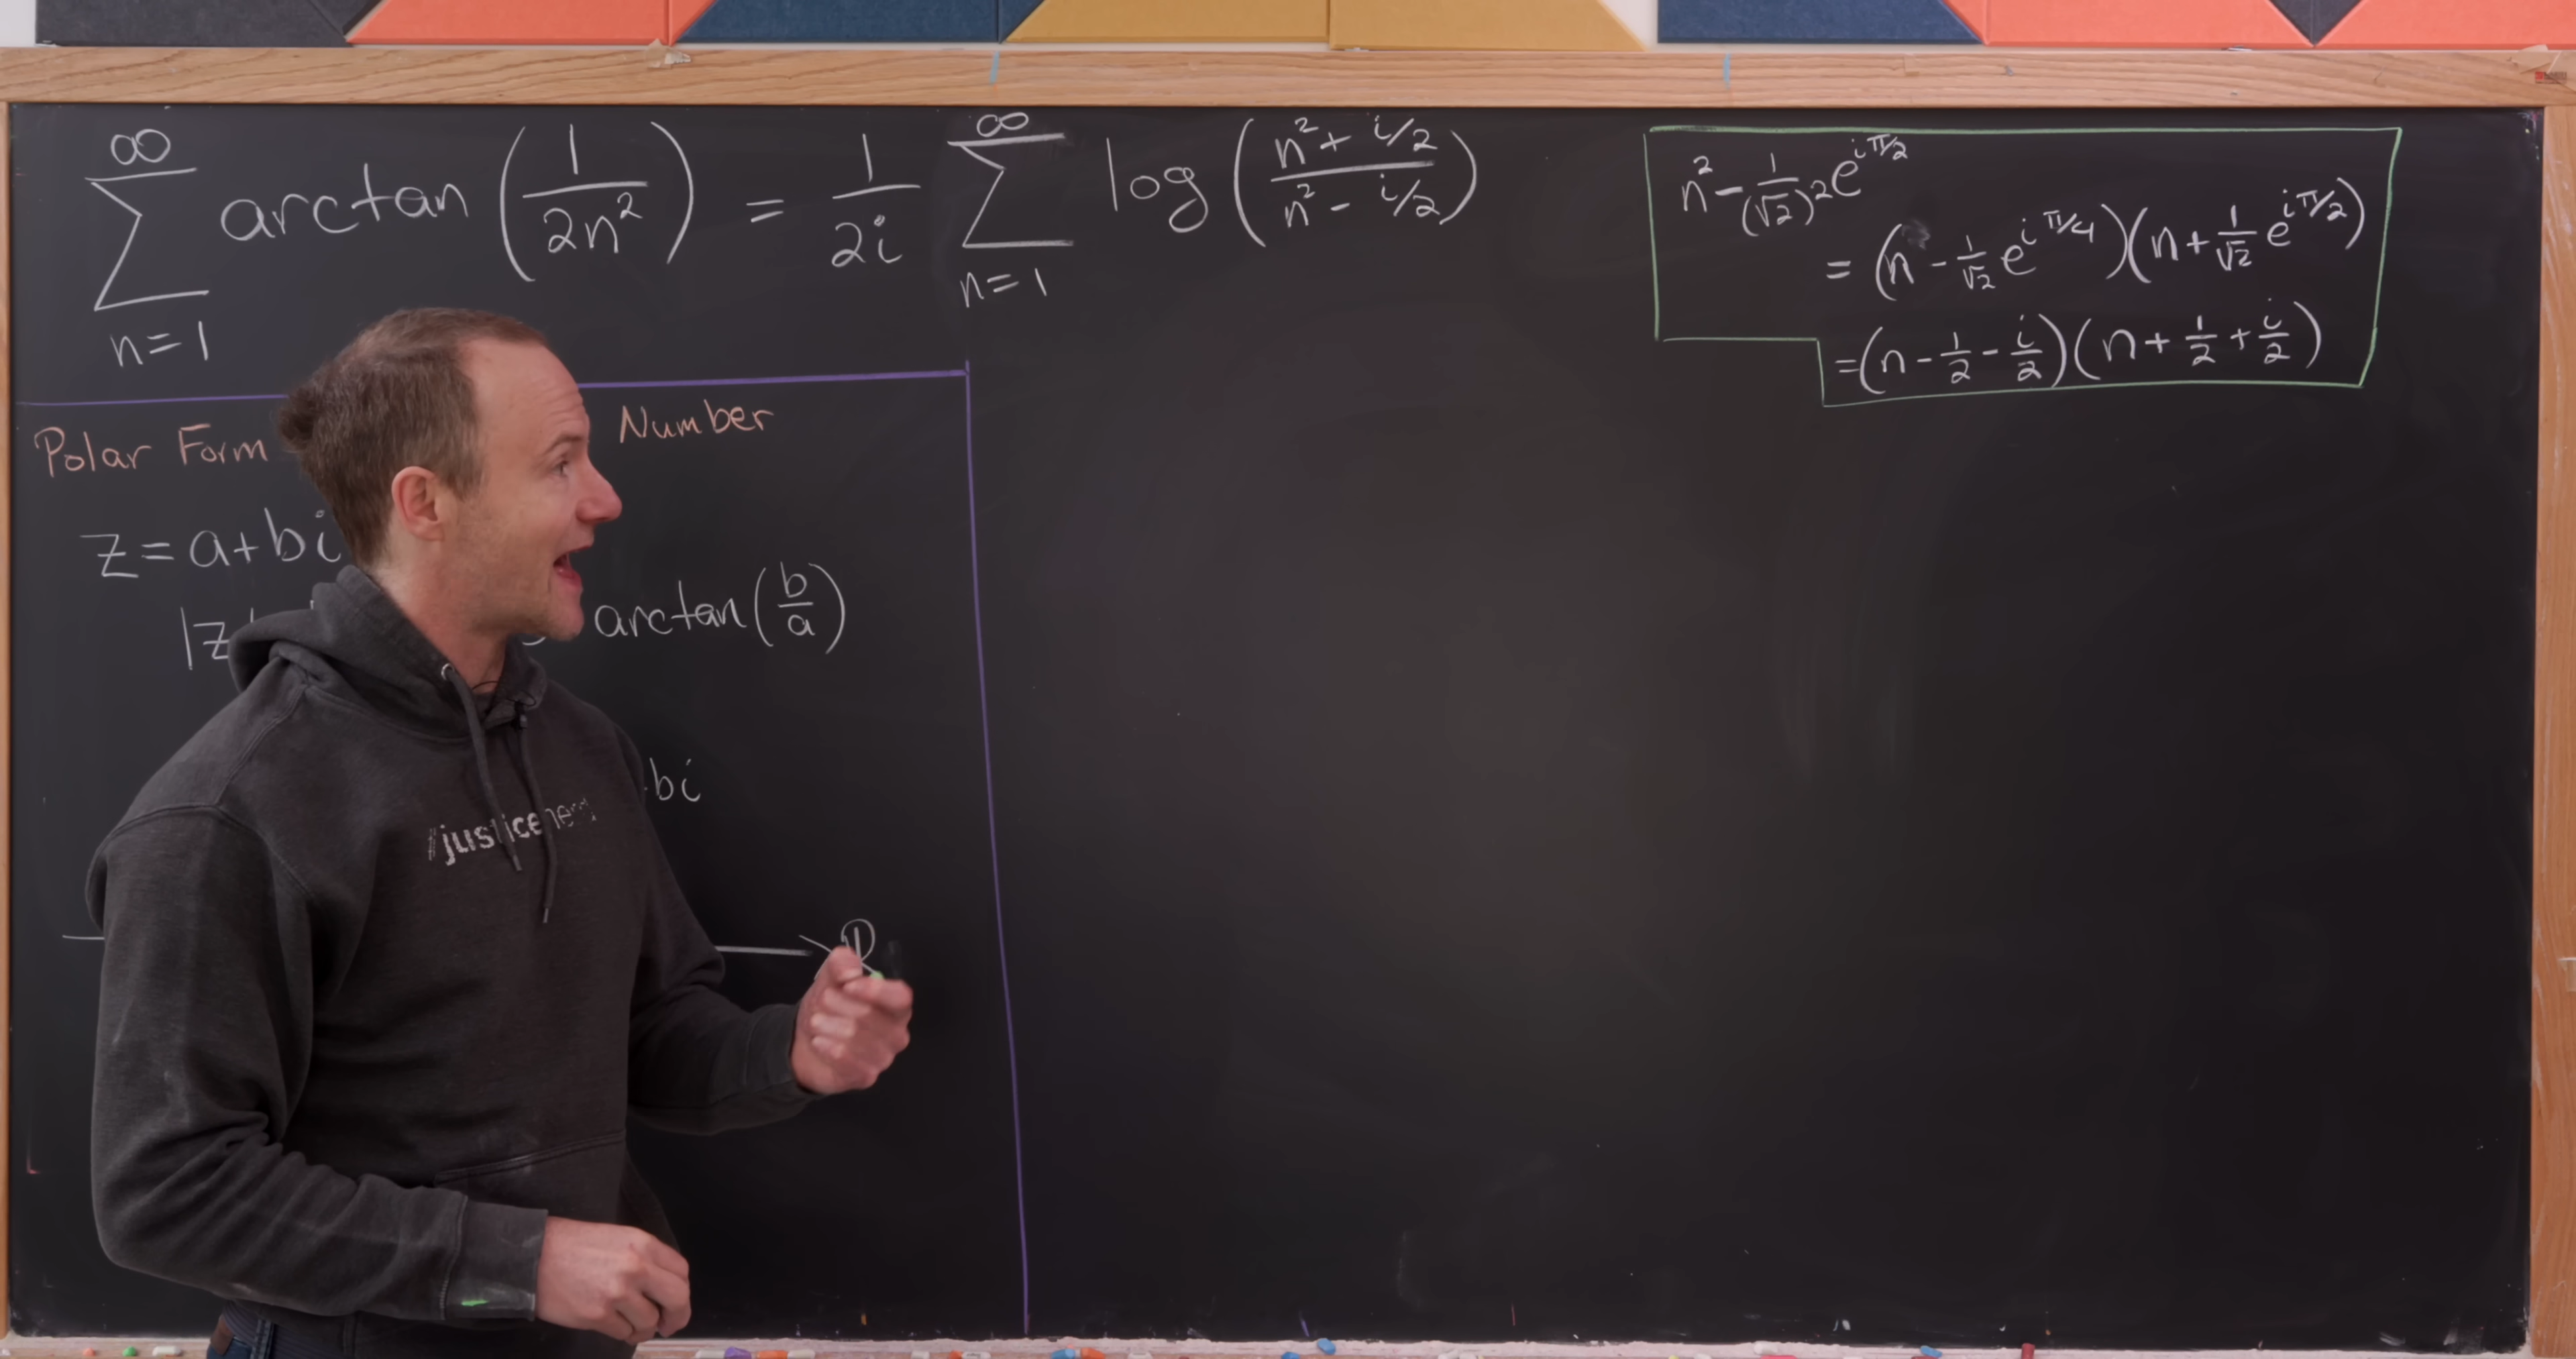 ∞
∑ arctan(1/2n²) = 1/2i ∑ log((n² + i/2)/(n² - i/2))
n=1 n=1
n² - 1/(√2)² e^{iπ/2}
= (n - 1/√2 e^{iπ/4})(n + 1/√2 e^{iπ/2})
= (n - 1/2 - i/2)(n + 1/2 + i/2)
Polar Form Number
z = a+bi
|z arctan(b/a)
bi
#justice